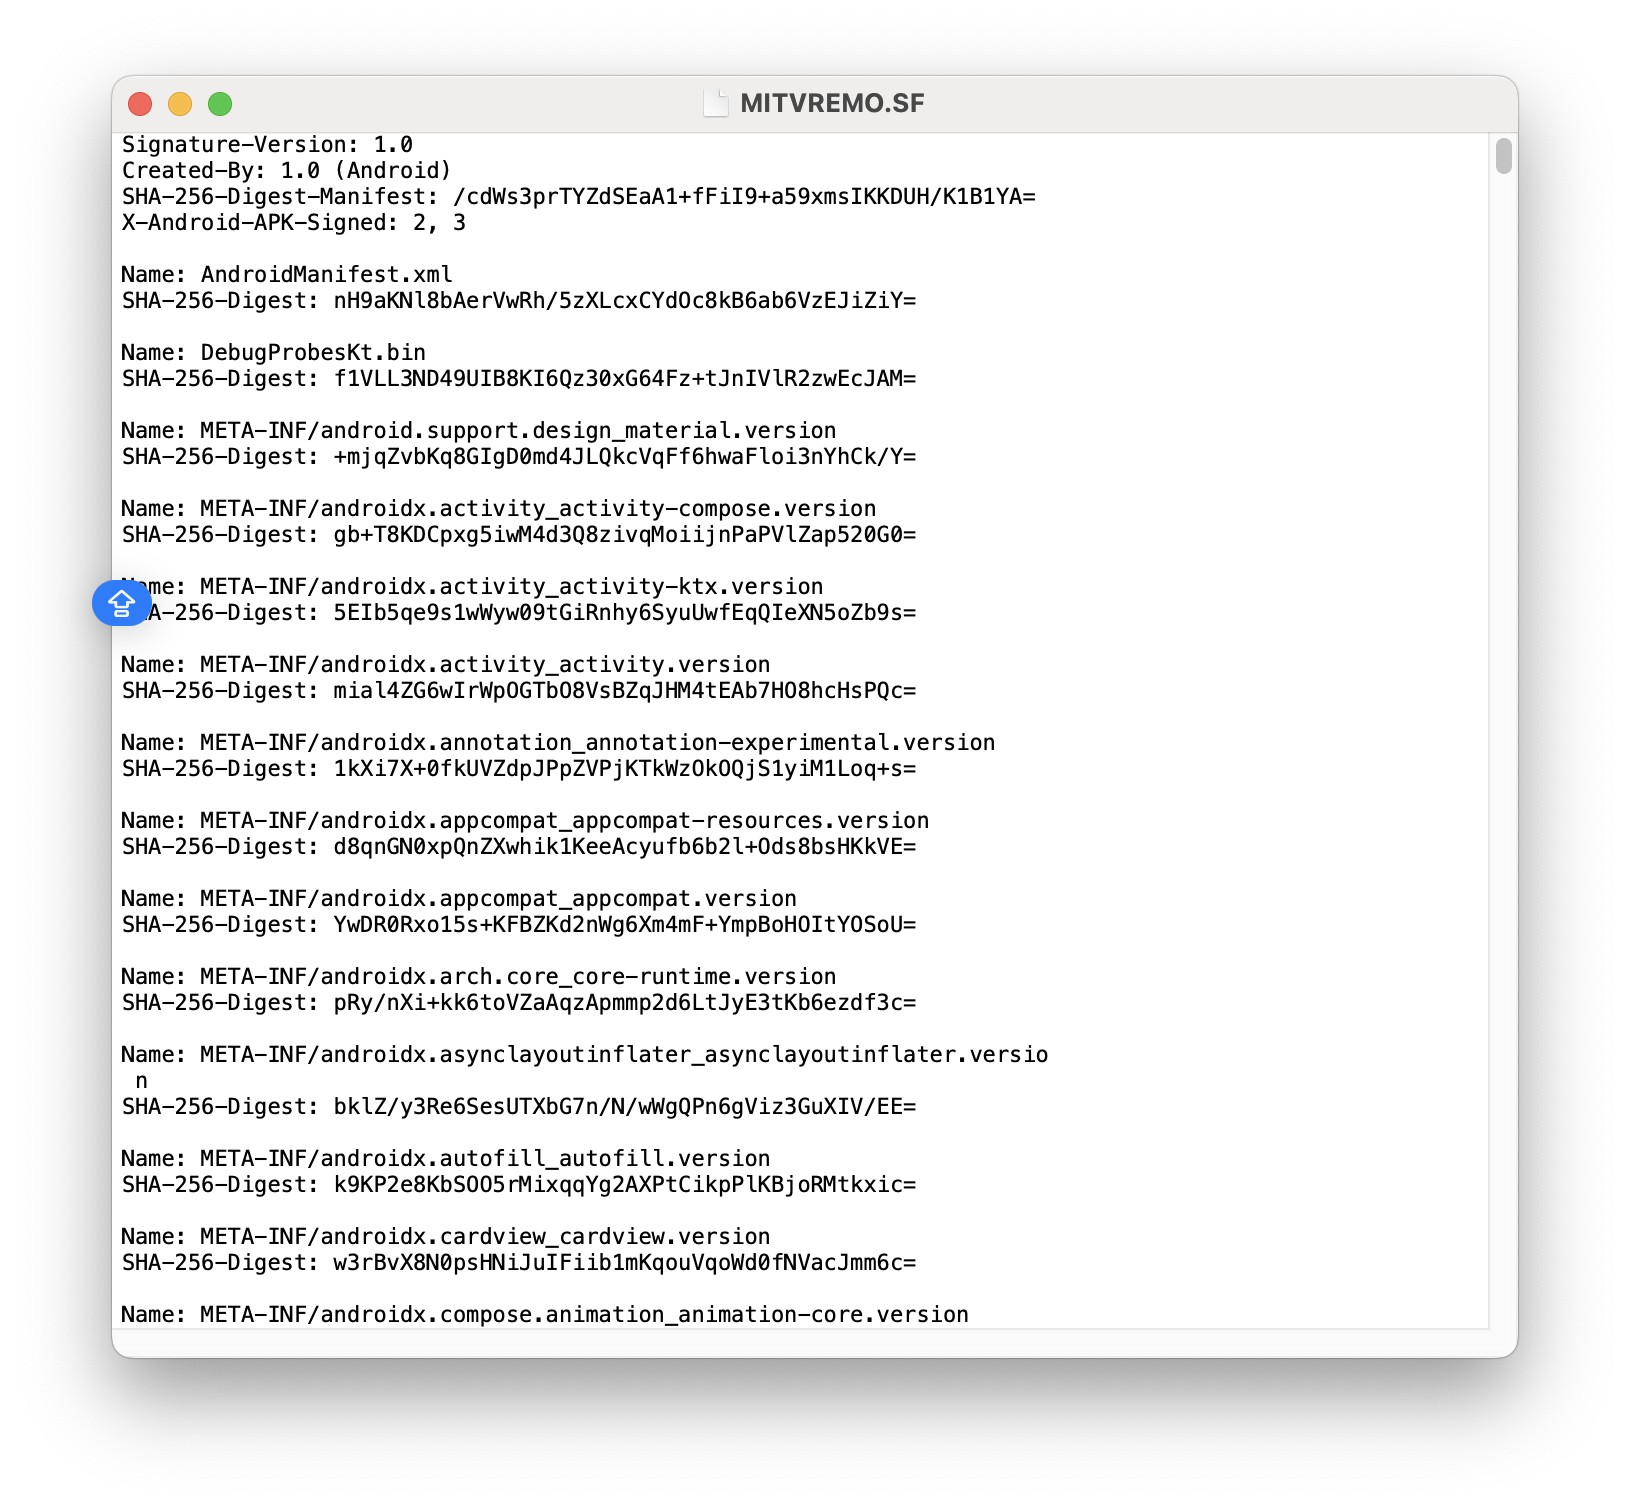 MITVREMO.SF
Signature-Version: 1.0
Created-By: 1.0 (Android)
SHA-256-Digest-Manifest: /cdWs3prTYZdSEaA1+fFiI9+a59xmsIKKDUH/K1B1YA=
X-Android-APK-Signed: 2, 3
Name: AndroidManifest.xml
SHA-256-Digest: nH9aKNl8bAerVwRh/5zXLcxCYdOc8kB6ab6VzEJiZiY=
Name: DebugProbesKt.bin
SHA-256-Digest: f1VLL3ND49UIB8KI6Qz30xG64Fz+tJnIVlR2zwEcJAM=
Name: META-INF/android.support.design_material.version
SHA-256-Digest: +mjqZvbKq8GIgD0md4JLQkcVqFf6hwaFloi3nYhCk/Y=
Name: META-INF/androidx.activity_activity-compose.version
SHA-256-Digest: gb+T8KDCpxg5iwM4d3Q8zivqMoiijnPaPVlZap520G0=
Name: META-INF/androidx.activity_activity-ktx.version
A-256-Digest: 5EIb5qe9s1wWyw09tGiRnhy6SyuUwfEqQIeXN5oZb9s=
Name: META-INF/androidx.activity_activity.version
SHA-256-Digest: mial4ZG6wIrWpOGTbO8VsBZqJHM4tEAb7HO8hcHsPQc=
Name: META-INF/androidx.annotation_annotation-experimental.version
SHA-256-Digest: 1kXi7X+0fkUVZdpJPpZVPjKTkWzOkOQjS1yiM1Loq+s=
Name: META-INF/androidx.appcompat_appcompat-resources.version
SHA-256-Digest: d8qnGN0xpQnZXwhik1KeeAcyufb6b2l+Ods8bsHKkVE=
Name: META-INF/androidx.appcompat_appcompat.version
SHA-256-Digest: YwDR0Rxo15s+KFBZKd2nWg6Xm4mF+YmpBoHOItYOSoU=
Name: META-INF/androidx.arch.core_core-runtime.version
SHA-256-Digest: pRy/nXi+kk6toVZaAqzApmmp2d6LtJyE3tKb6ezdf3c=
Name: META-INF/androidx.asynclayoutinflater_asynclayoutinflater.versio
n
SHA-256-Digest: bklZ/y3Re6SesUTXbG7n/N/wWgQPn6gViz3GuXIV/EE=
Name: META-INF/androidx.autofill_autofill.version
SHA-256-Digest: k9KP2e8KbSOO5rMixqqYg2AXPtCikpPlKBjoRMtkxic=
Name: META-INF/androidx.cardview_cardview.version
SHA-256-Digest: w3rBvX8N0psHNiJuIFiib1mKqouVqoWd0fNVacJmm6c=
Name: META-INF/androidx.compose.animation_animation-core.version